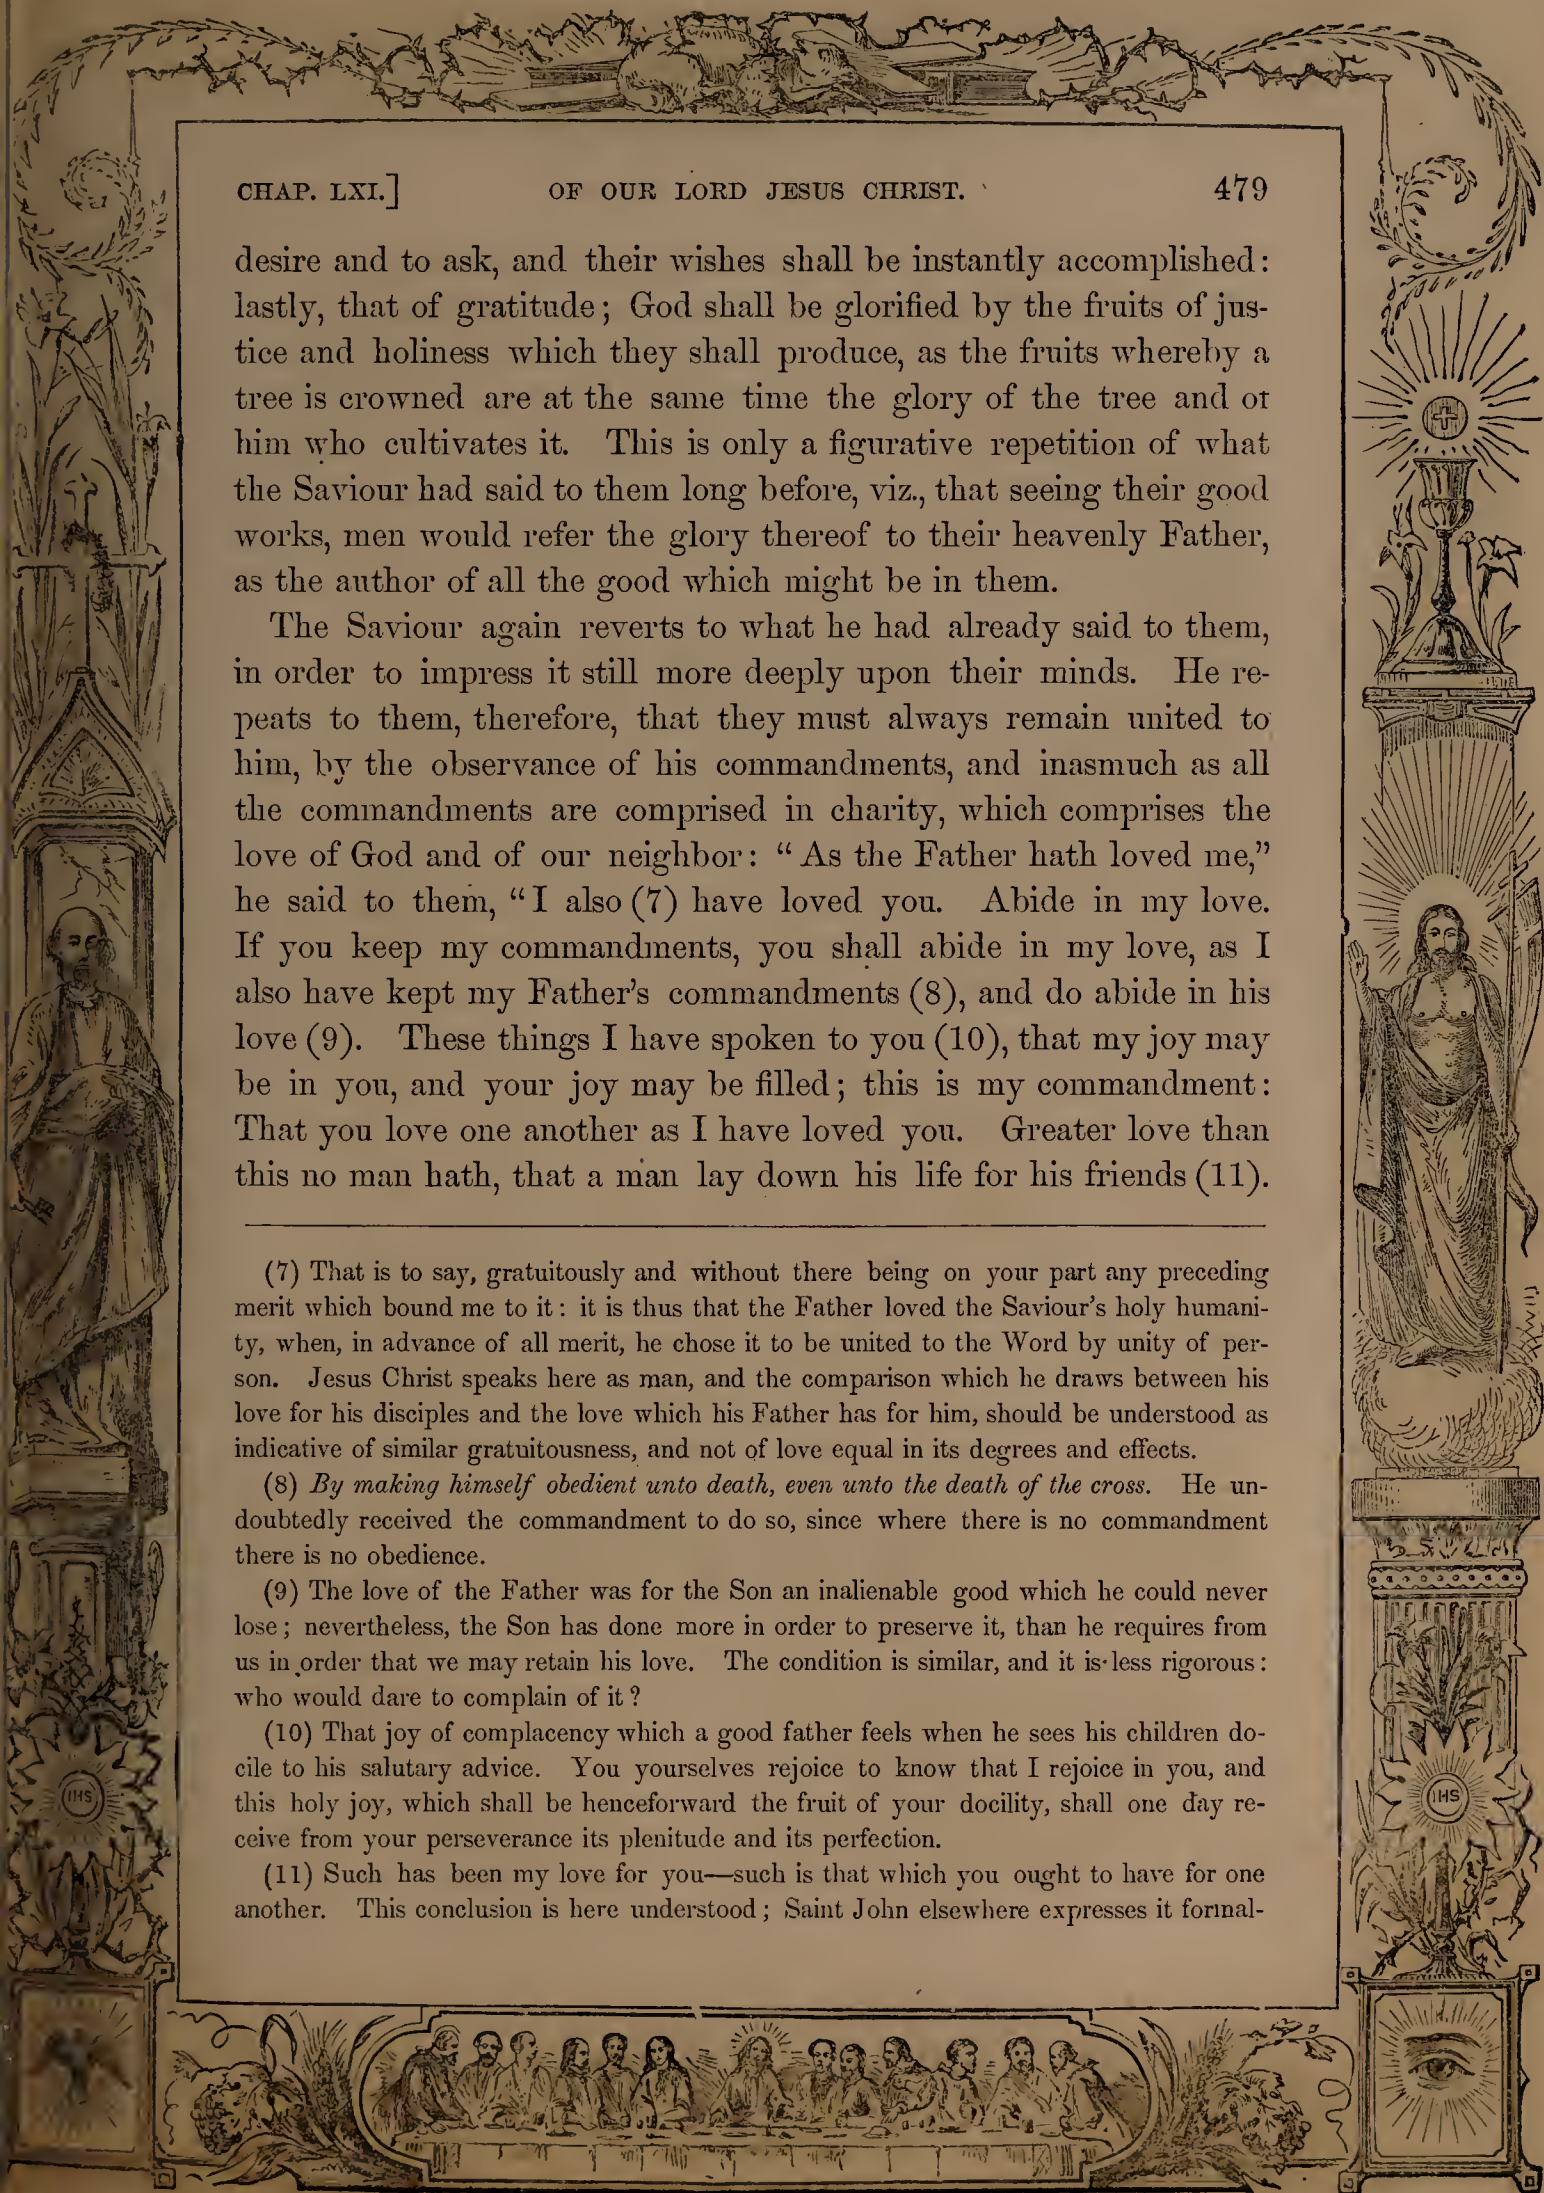 CHAP. LXI.] OF OUR LORD JESUS CHRIST. 479
desire and to ask, and their wishes shall be instantly accomplished:
lastly, that of gratitude; God shall be glorified by the fruits of jus-
tice and holiness which they shall produce, as the fruits whereby a
tree is crowned are at the same time the glory of the tree and of
him who cultivates it. This is only a figurative repetition of what
the Saviour had said to them long before, viz., that seeing their good
works, men would refer the glory thereof to their heavenly Father,
as the author of all the good which might be in them.
The Saviour again reverts to what he had already said to them,
in order to impress it still more deeply upon their minds. He re-
peats to them, therefore, that they must always remain united to
him, by the observance of his commandments, and inasmuch as all
the commandments are comprised in charity, which comprises the
love of God and of our neighbor: “As the Father hath loved me,”
he said to them, “I also (7) have loved you. Abide in my love.
If you keep my commandments, you shall abide in my love, as I
also have kept my Father’s commandments (8), and do abide in his
love (9). These things I have spoken to you (10), that my joy may
be in you, and your joy may be filled; this is my commandment:
That you love one another as I have loved you. Greater love than
this no man hath, that a man lay down his life for his friends (11).
(7) That is to say, gratuitously and without there being on your part any preceding
merit which bound me to it: it is thus that the Father loved the Saviour’s holy humani-
ty, when, in advance of all merit, he chose it to be united to the Word by unity of per-
son. Jesus Christ speaks here as man, and the comparison which he draws between his
love for his disciples and the love which his Father has for him, should be understood as
indicative of similar gratuitousness, and not of love equal in its degrees and effects.
(8) By making himself obedient unto death, even unto the death of the cross. He un-
doubtedly received the commandment to do so, since where there is no commandment
there is no obedience.
(9) The love of the Father was for the Son an inalienable good which he could never
lose; nevertheless, the Son has done more in order to preserve it, than he requires from
us in order that we may retain his love. The condition is similar, and it is less rigorous:
who would dare to complain of it?
(10) That joy of complacency which a good father feels when he sees his children do-
cile to his salutary advice. You yourselves rejoice to know that I rejoice in you, and
this holy joy, which shall be henceforward the fruit of your docility, shall one day re-
ceive from your perseverance its plenitude and its perfection.
(11) Such has been my love for you—such is that which you ought to have for one
another. This conclusion is here understood; Saint John elsewhere expresses it formal-
IHS
IHS